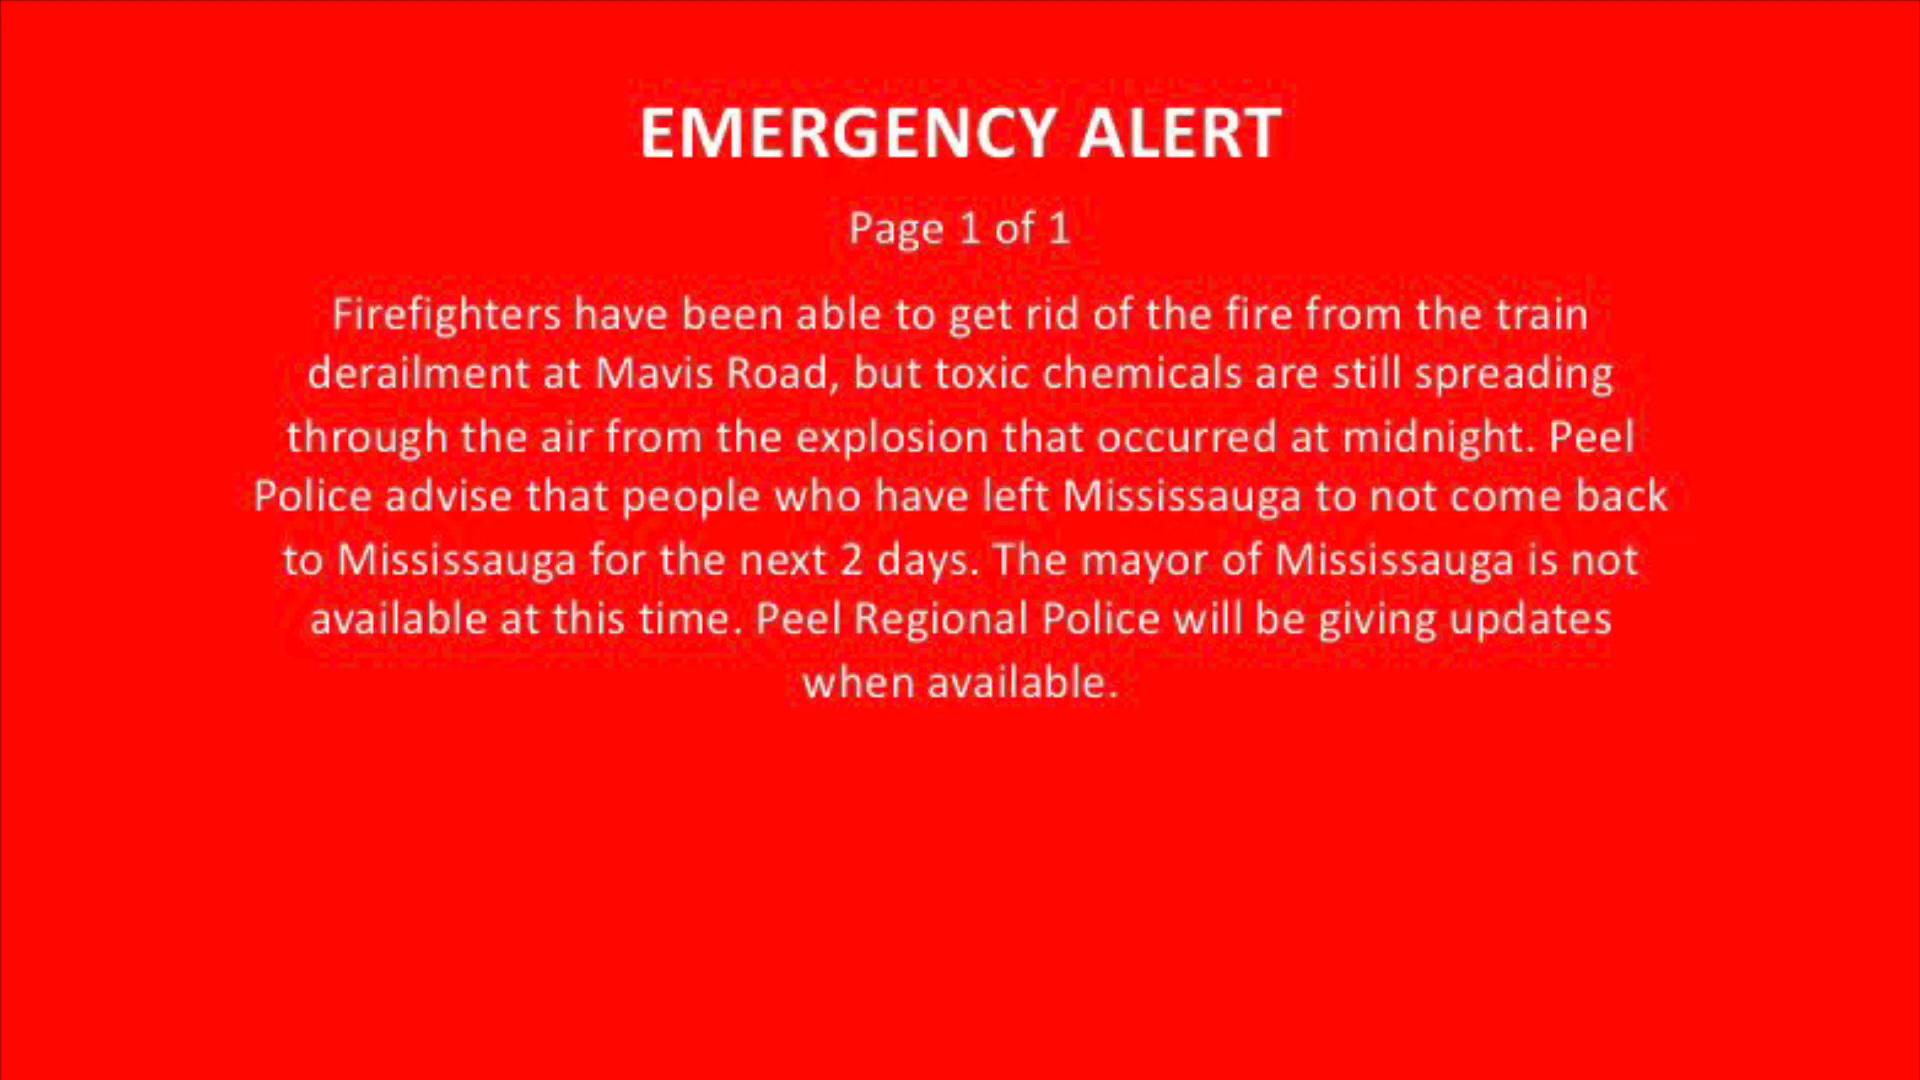 EMERGENCY ALERT
Page 1 of 1
Firefighters have been able to get rid of the fire from the train
derailment at Mavis Road, but toxic chemicals are still spreading
through the air from the explosion that occurred at midnight. Peel
Police advise that people who have left Mississauga to not come back
to Mississauga for the next 2 days. The mayor of Mississauga is not
available at this time. Peel Regional Police will be giving updates
when available.